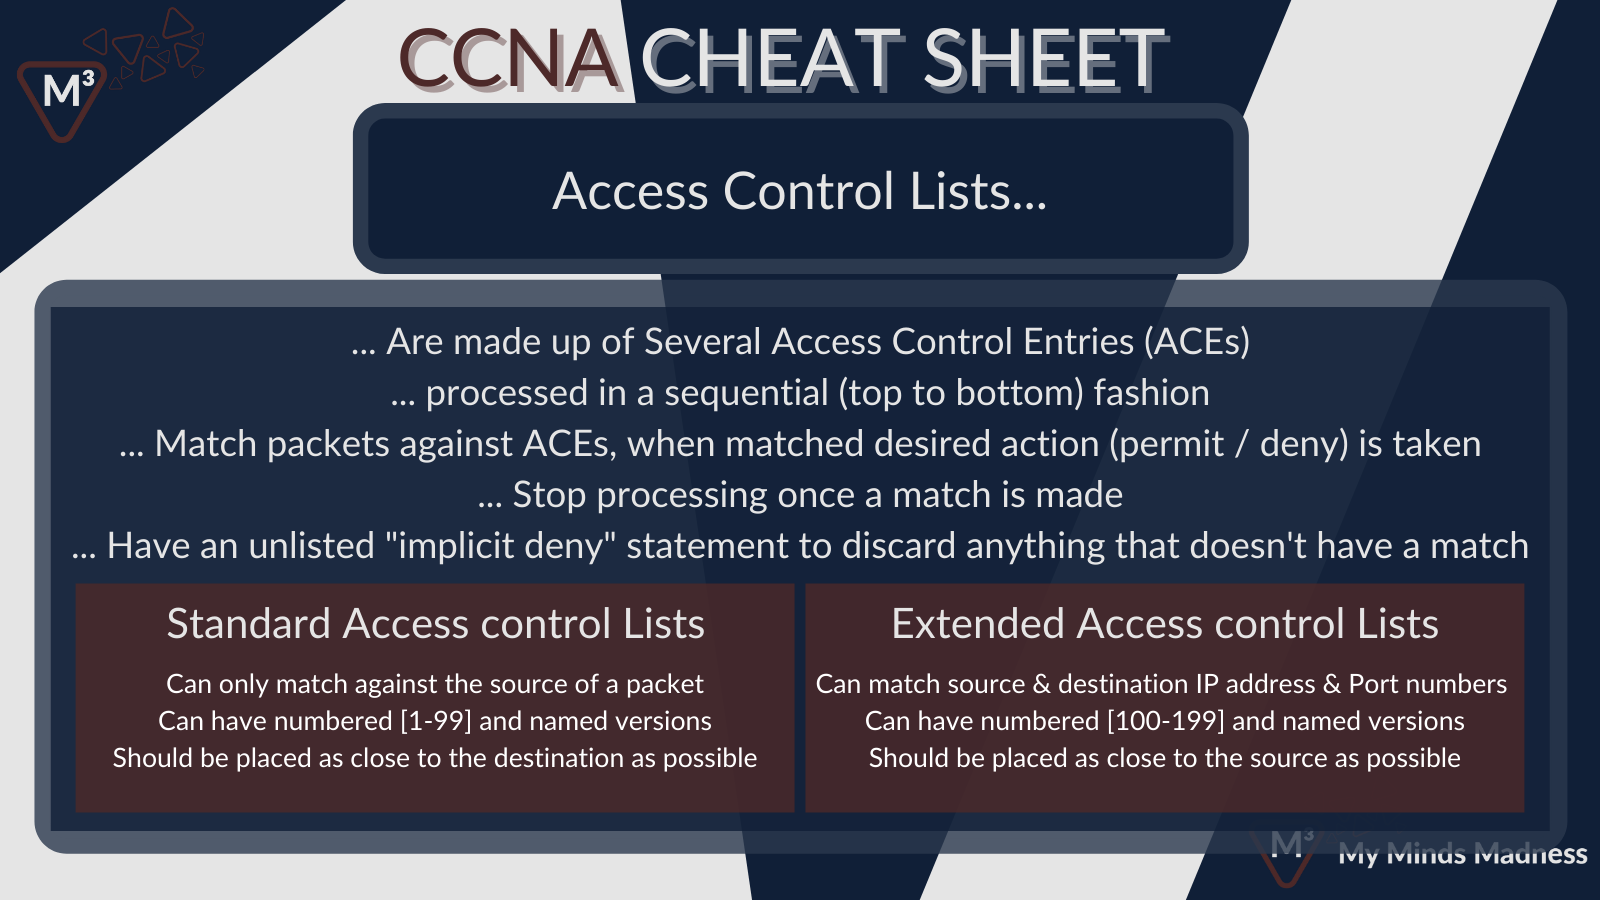 CCNA CHEAT SHEET
M³
Access Control Lists...
... Are made up of Several Access Control Entries (ACEs)
... processed in a sequential (top to bottom) fashion
... Match packets against ACEs, when matched desired action (permit / deny) is taken
... Stop processing once a match is made
... Have an unlisted "implicit deny" statement to discard anything that doesn't have a match
Standard Access control Lists
Can only match against the source of a packet
Can have numbered [1-99] and named versions
Should be placed as close to the destination as possible
Extended Access control Lists
Can match source & destination IP address & Port numbers
Can have numbered [100-199] and named versions
Should be placed as close to the source as possible
M³
My Minds Madness